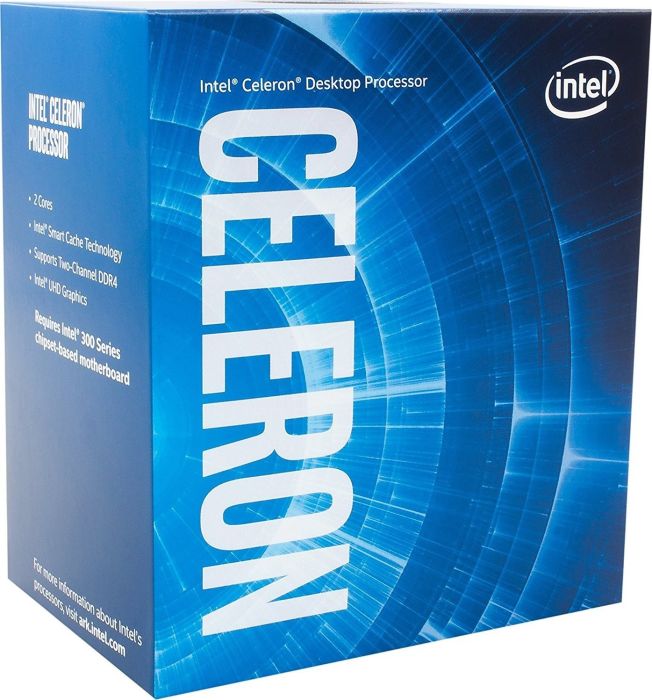 INTEL® CELERON®
PROCESSOR
• 2 Cores
• Intel® Smart Cache Technology
• Supports Two-Channel DDR4
• Intel® UHD Graphics
Requires Intel® 300 Series
chipset-based motherboard
For more information about Intel's
processors, visit ark.intel.com
Intel® Celeron® Desktop Processor
intel®
CELERON